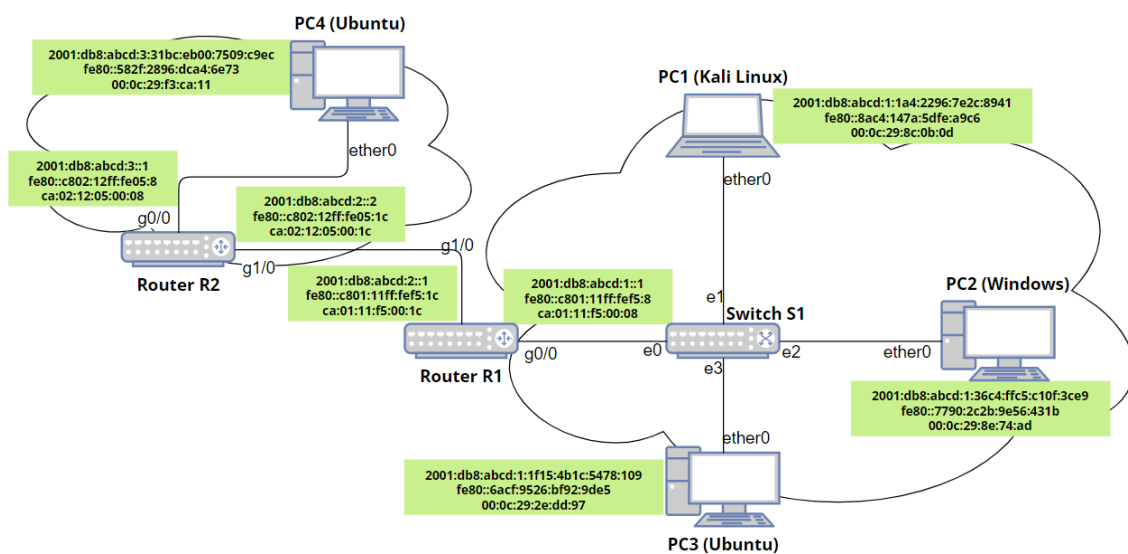 PC4 (Ubuntu)
2001:db8:abcd:3:31bc:eb00:7509:c9ec
fe80::582f:2896:dca4:6e73
00:0c:29:f3:ca:11
ether0
2001:db8:abcd:3::1
fe80::c802:12ff:fe05:8
ca:02:12:05:00:08
g0/0
2001:db8:abcd:2::2
fe80::c802:12ff:fe05:1c
ca:02:12:05:00:1c
g1/0
Router R2
g1/0
2001:db8:abcd:2::1
fe80::c801:11ff:fef5:1c
ca:01:11:f5:00:1c
Router R1
g0/0
2001:db8:abcd:1::1
fe80::c801:11ff:fef5:8
ca:01:11:f5:00:08
PC1 (Kali Linux)
2001:db8:abcd:1:1a4:2296:7e2c:8941
fe80::8ac4:147a:5dfe:a9c6
00:0c:29:8c:0b:0d
ether0
e1
Switch S1
e0
e2
e3
PC2 (Windows)
ether0
2001:db8:abcd:1:36c4:ffc5:c10f:3ce9
fe80::7790:2c2b:9e56:431b
00:0c:29:8e:74:ad
ether0
2001:db8:abcd:1:1f15:4b1c:5478:109
fe80::6acf:9526:bf92:9de5
00:0c:29:2e:dd:97
PC3 (Ubuntu)